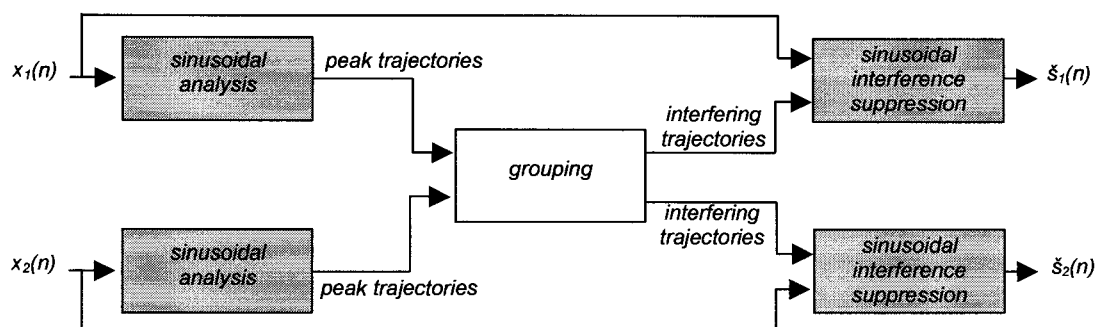 x₁(n)
sinusoidal
analysis
peak trajectories
sinusoidal
interference
suppression
š₁(n)
interfering
trajectories
grouping
interfering
trajectories
x₂(n)
sinusoidal
analysis
peak trajectories
sinusoidal
interference
suppression
š₂(n)